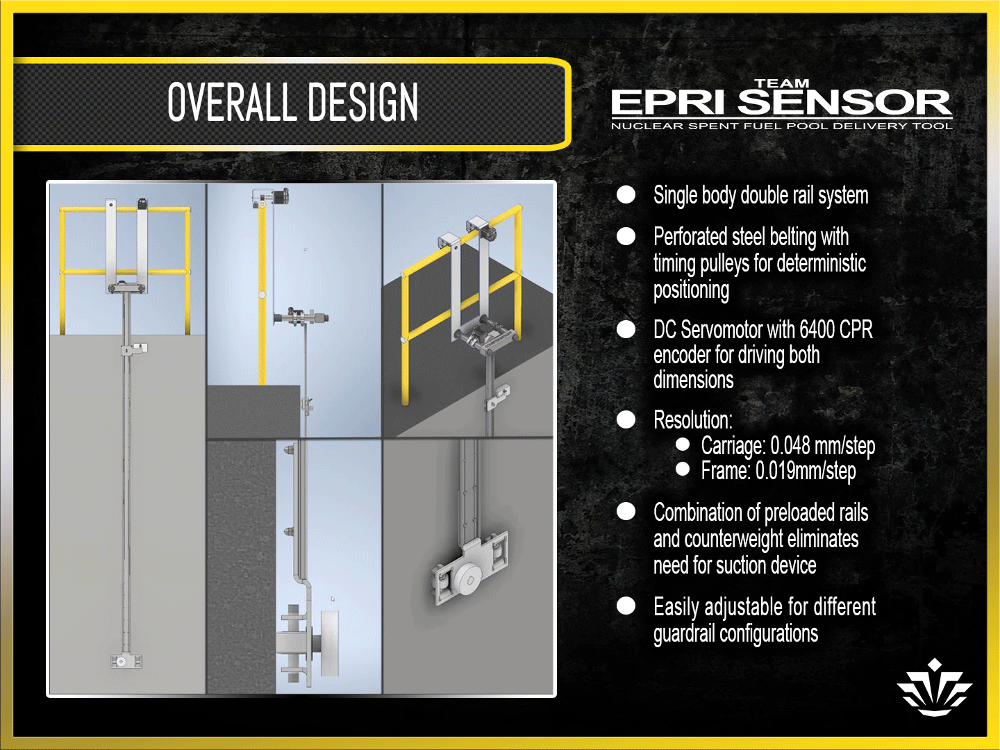 OVERALL DESIGN
TEAM
EPRI SENSOR
NUCLEAR SPENT FUEL POOL DELIVERY TOOL
Single body double rail system
Perforated steel belting with
timing pulleys for deterministic
positioning
DC Servomotor with 6400 CPR
encoder for driving both
dimensions
Resolution:
Carriage: 0.048 mm/step
Frame: 0.019mm/step
Combination of preloaded rails
and counterweight eliminates
need for suction device
Easily adjustable for different
guardrail configurations